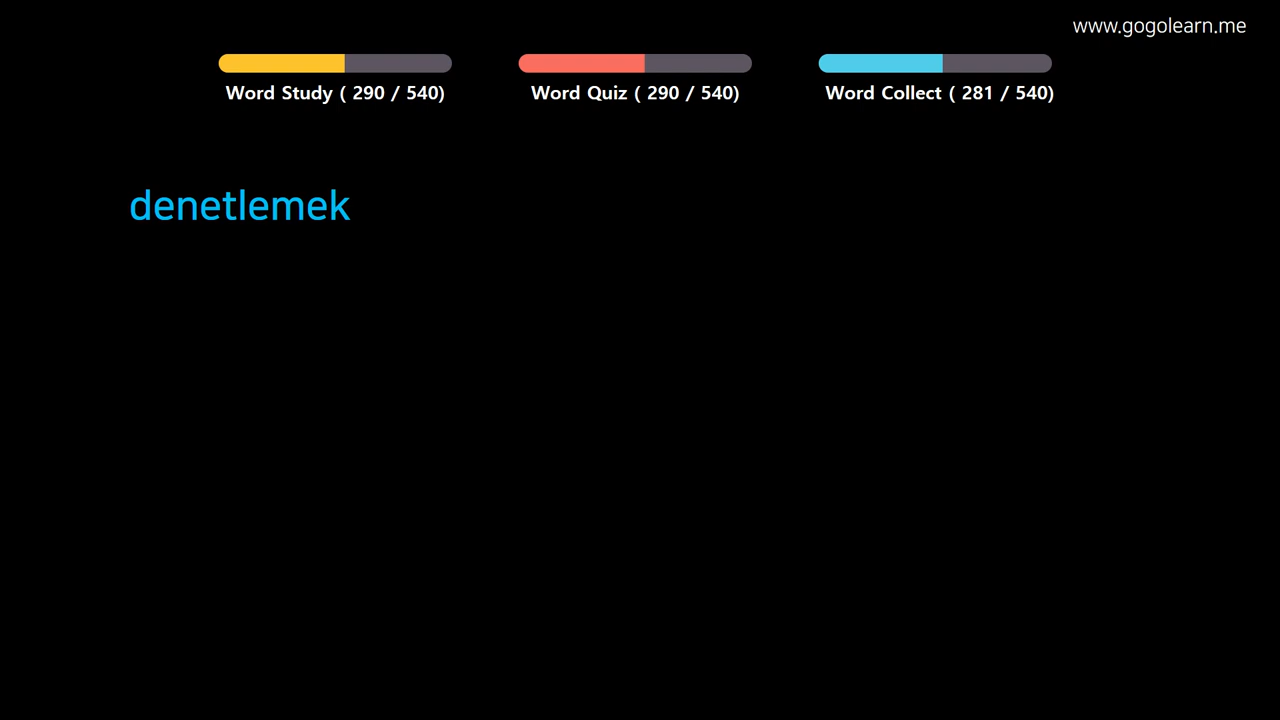 www.gogolearn.me
Word Study ( 290 / 540)
Word Quiz ( 290 / 540)
Word Collect ( 281 / 540)
denetlemek